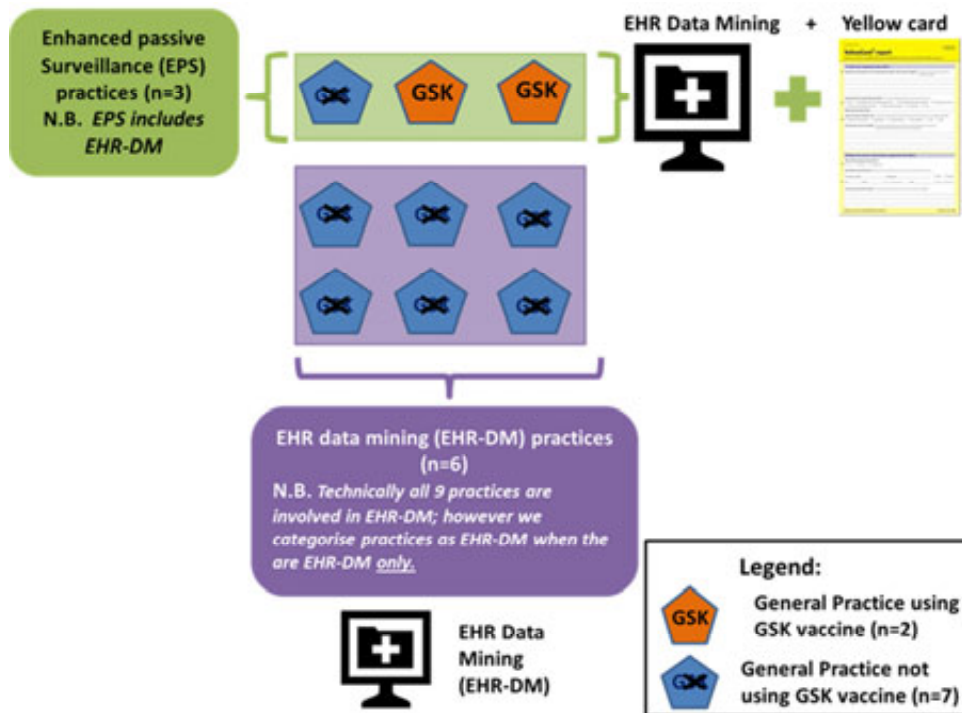 Enhanced passive
Surveillance (EPS)
practices (n=3)
N.B. EPS includes
EHR-DM
EHR Data Mining + Yellow card
GSK
GSK
EHR data mining (EHR-DM) practices
(n=6)
N.B. Technically all 9 practices are
involved in EHR-DM; however we
categorise practices as EHR-DM when the
are EHR-DM only.
EHR Data
Mining
(EHR-DM)
Legend:
GSK
General Practice using
GSK vaccine (n=2)
General Practice not
using GSK vaccine (n=7)